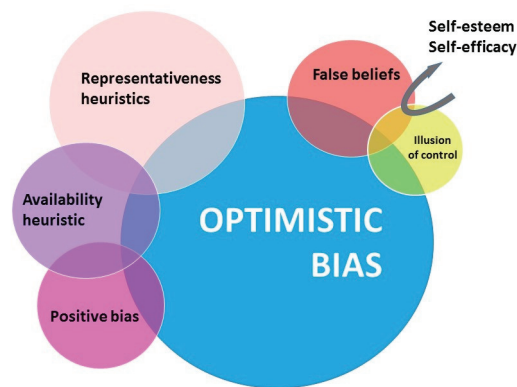 Self-esteem
Self-efficacy
Representativeness
heuristics
False beliefs
Illusion
of control
Availability
heuristic
OPTIMISTIC
BIAS
Positive bias